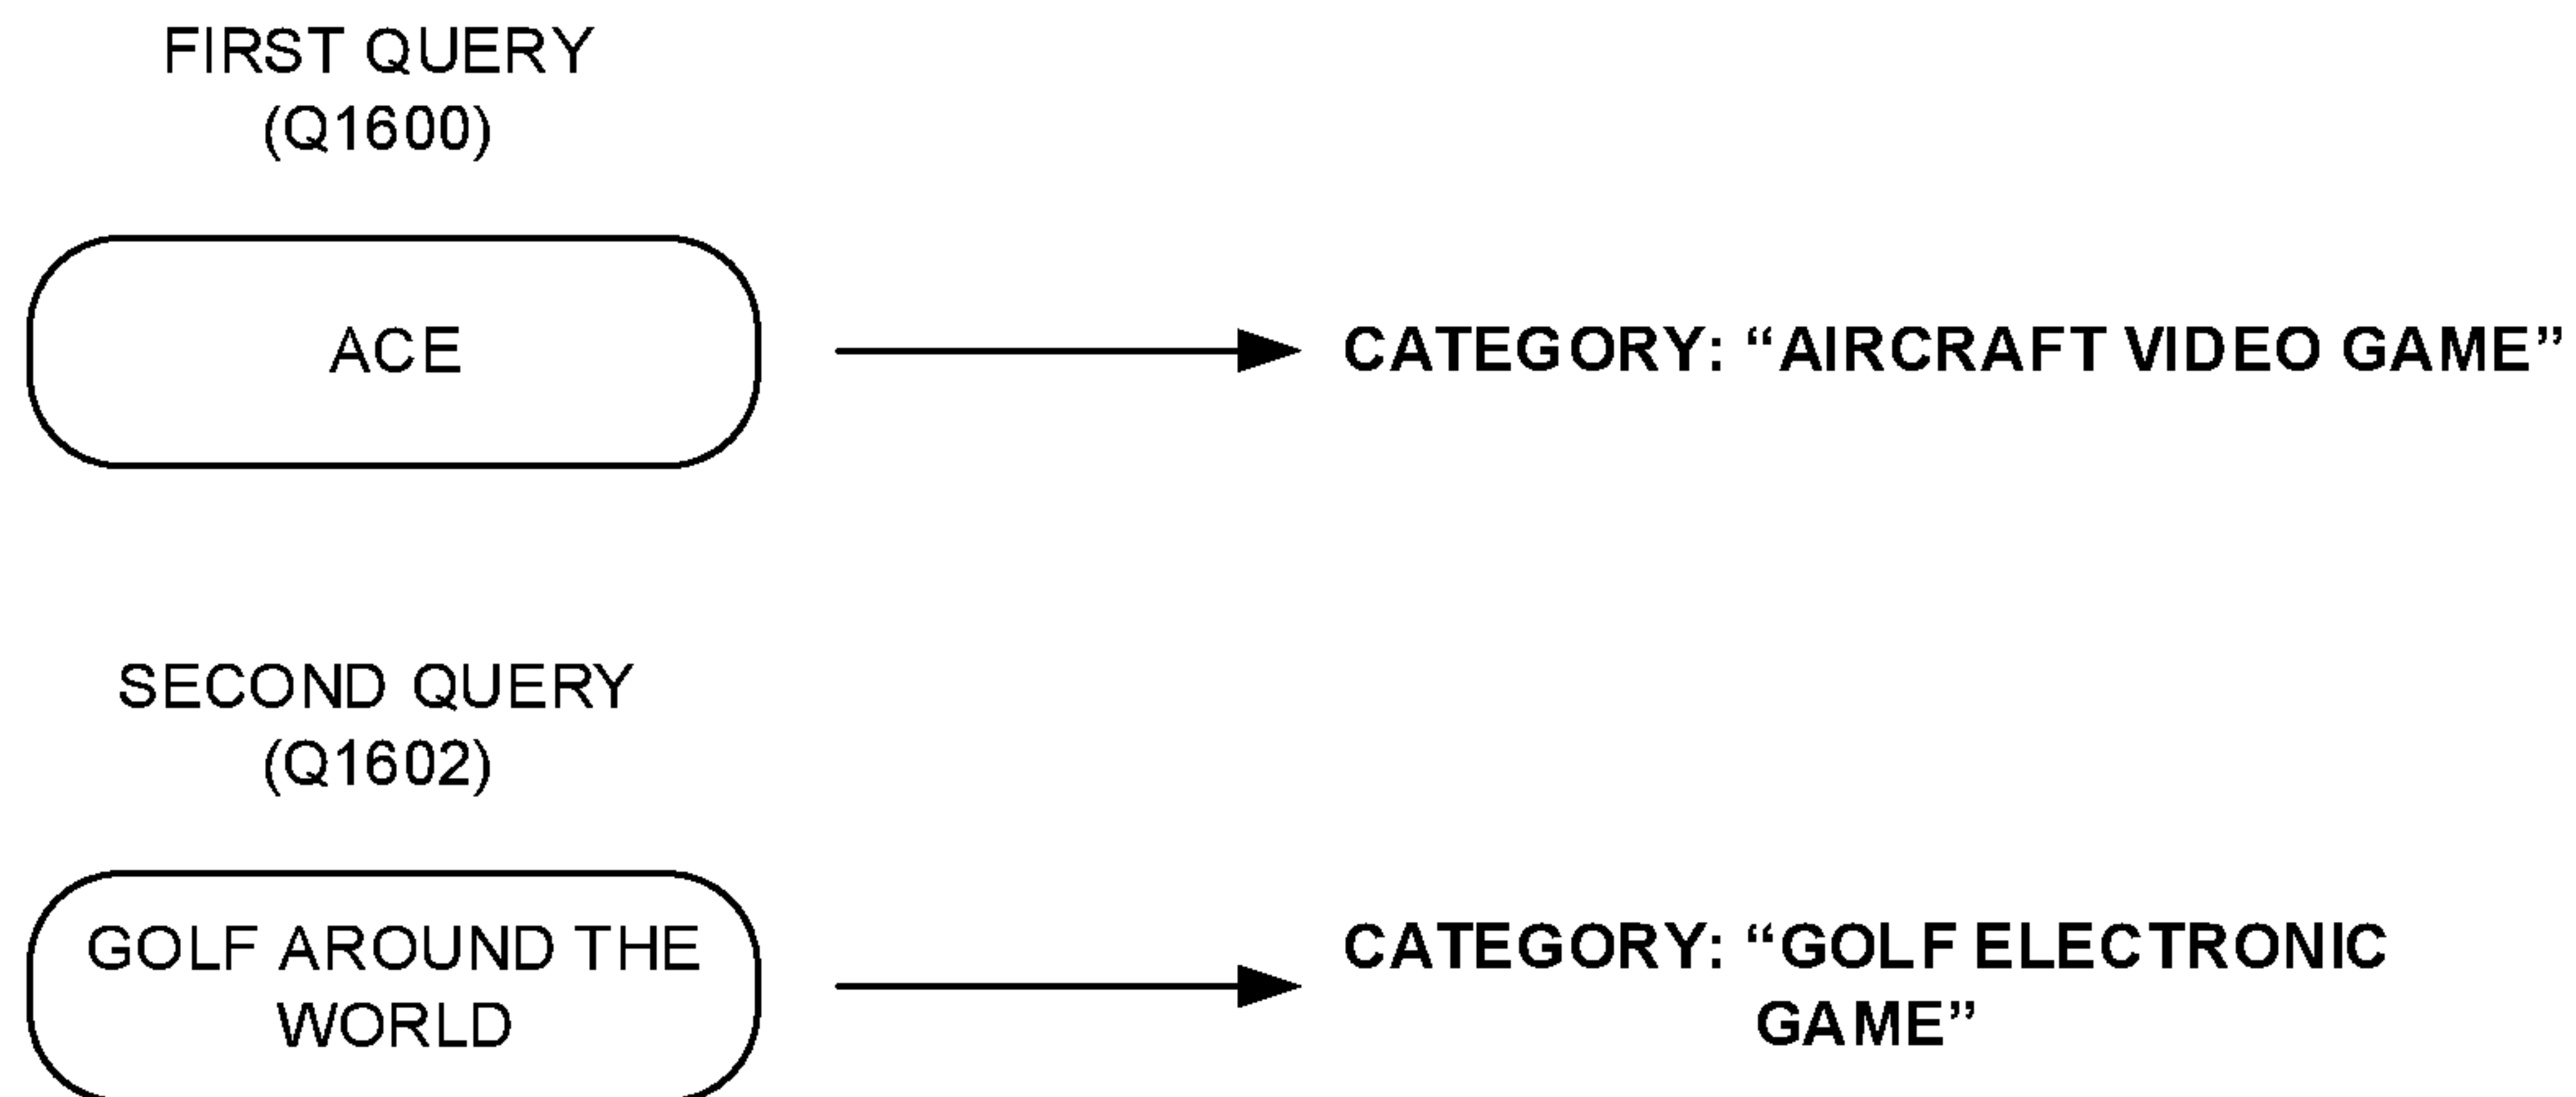 FIRST QUERY
(Q1600)
ACE
CATEGORY: “AIRCRAFT VIDEO GAME”
SECOND QUERY
(Q1602)
GOLF AROUND THE
WORLD
CATEGORY: “GOLF ELECTRONIC
GAME”